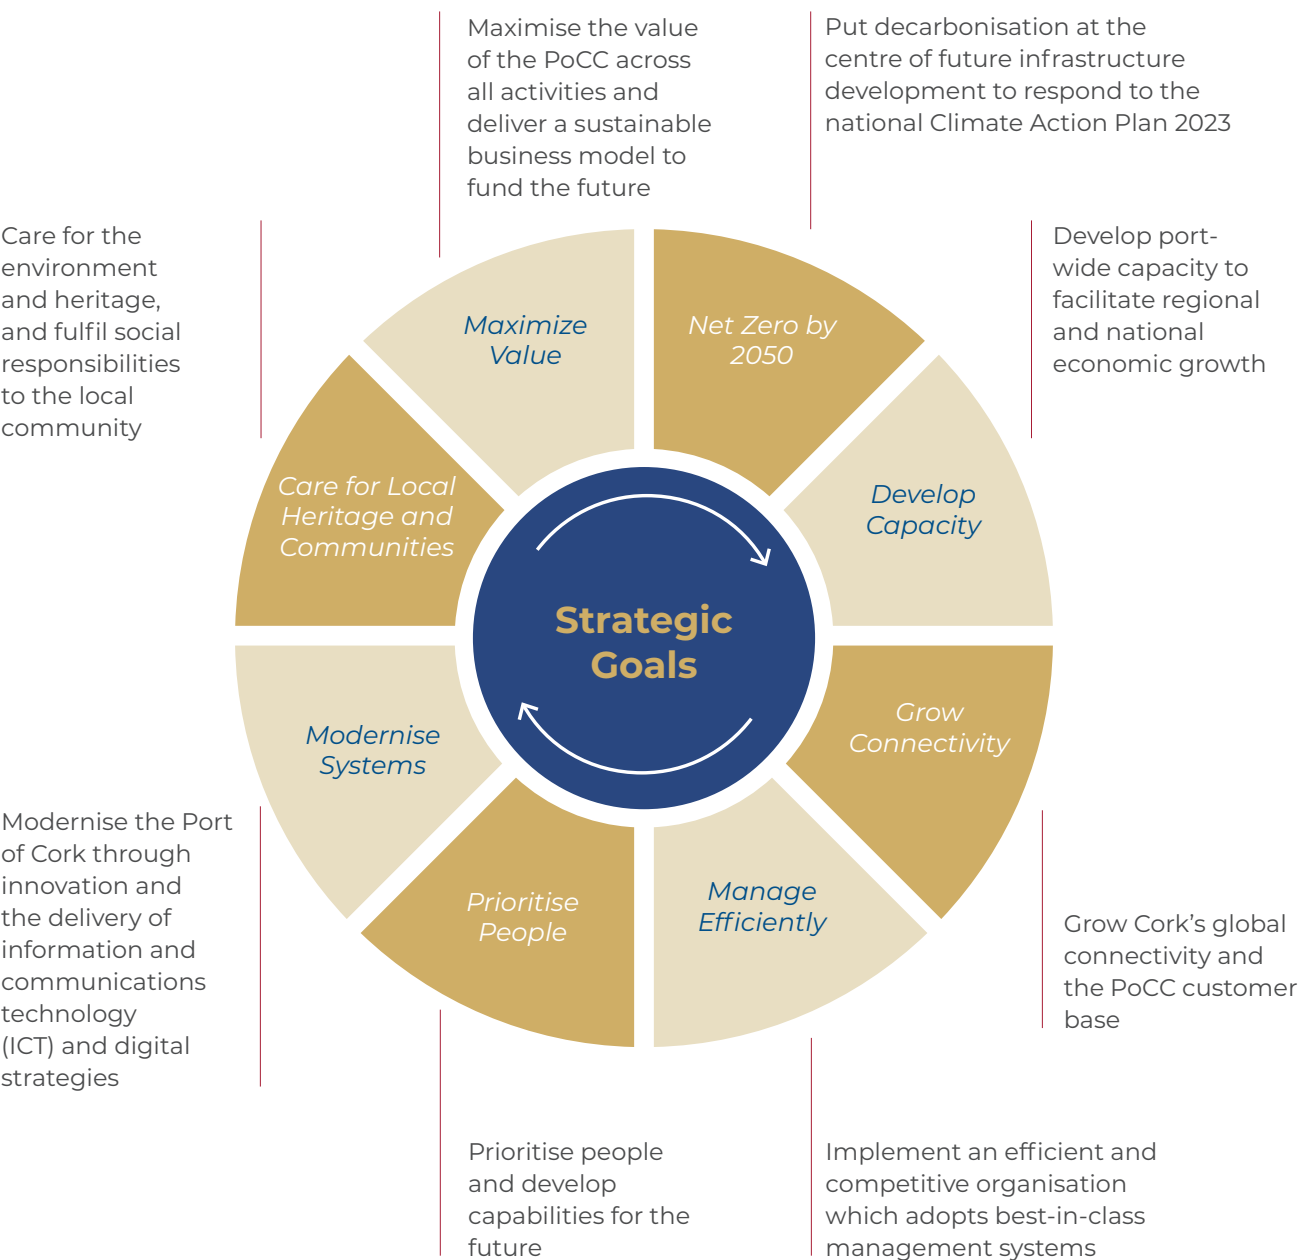 Maximise the value
of the PoCC across
all activities and
deliver a sustainable
business model to
fund the future
Put decarbonisation at the
centre of future infrastructure
development to respond to the
national Climate Action Plan 2023
Care for the
environment
and heritage,
and fulfil social
responsibilities
to the local
community
Develop port-
wide capacity to
facilitate regional
and national
economic growth
Maximize
Value
Net Zero by
2050
Care for Local
Heritage and
Communities
Develop
Capacity
Strategic
Goals
Modernise
Systems
Grow
Connectivity
Prioritise
People
Manage
Efficiently
Modernise the Port
of Cork through
innovation and
the delivery of
information and
communications
technology
(ICT) and digital
strategies
Grow Cork’s global
connectivity and
the PoCC customer
base
Prioritise people
and develop
capabilities for the
future
Implement an efficient and
competitive organisation
which adopts best-in-class
management systems